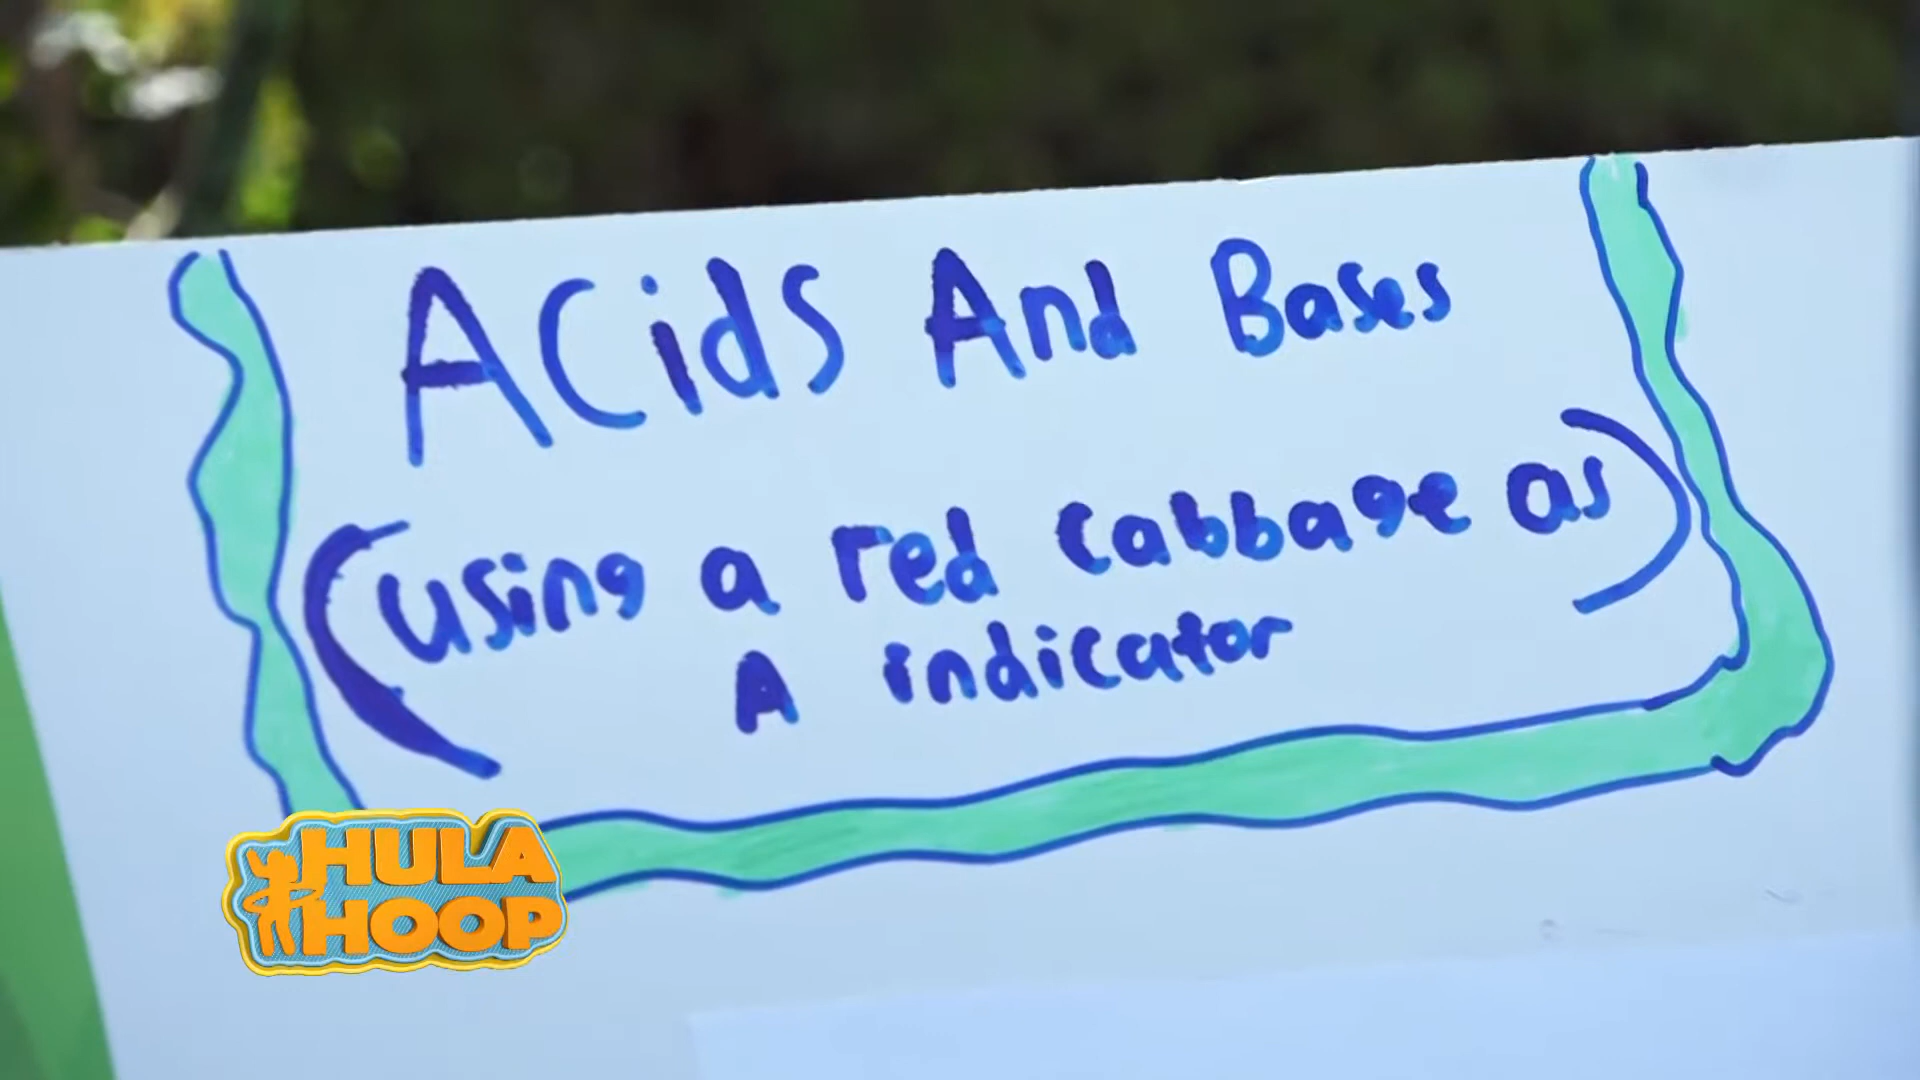 ACids And Bases
(using a red cabbage as)
A indicator
HULA
HOOP